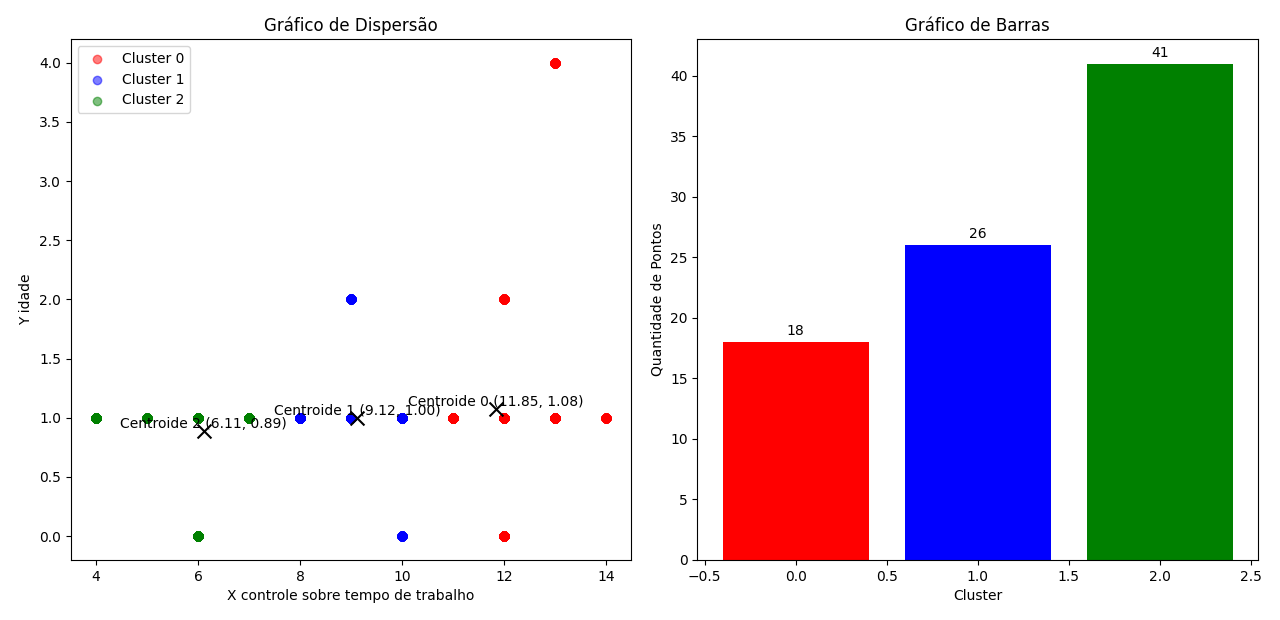 Gráfico de Dispersão
Cluster 0
Cluster 1
Cluster 2
4.0
3.5
3.0
2.5
2.0
1.5
1.0
0.5
0.0
Y idade
Centroide 0 (11.85, 1.08)
Centroide 1 (9.12, 1.00)
Centroide 2 (6.11, 0.89)
4 6 8 10 12 14
X controle sobre tempo de trabalho
Gráfico de Barras
40
35
30
25
20
15
10
5
0
Quantidade de Pontos
18
26
41
−0.5 0.0 0.5 1.0 1.5 2.0 2.5
Cluster